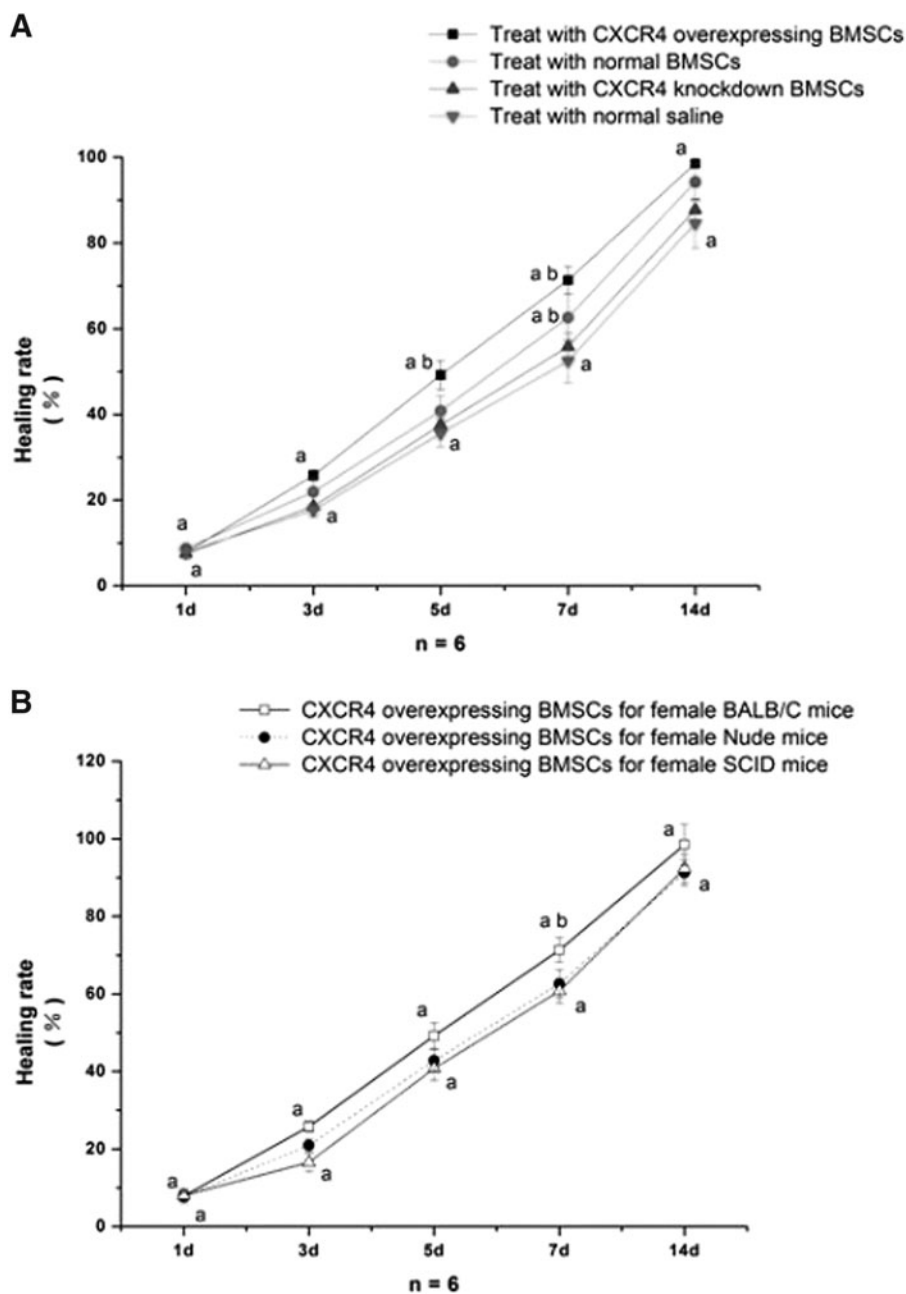 A
Treat with CXCR4 overexpressing BMSCs
Treat with normal BMSCs
Treat with CXCR4 knockdown BMSCs
Treat with normal saline
100
80
60
40
20
0
Healing rate
( % )
a
a
a
a
a b
a
a b
a b
a
a
a
1d
3d
5d
7d
14d
n = 6
B
CXCR4 overexpressing BMSCs for female BALB/C mice
CXCR4 overexpressing BMSCs for female Nude mice
CXCR4 overexpressing BMSCs for female SCID mice
120
100
80
60
40
20
0
Healing rate
( % )
a
a
a
a
a
a
a b
a
a
a
1d
3d
5d
7d
14d
n = 6